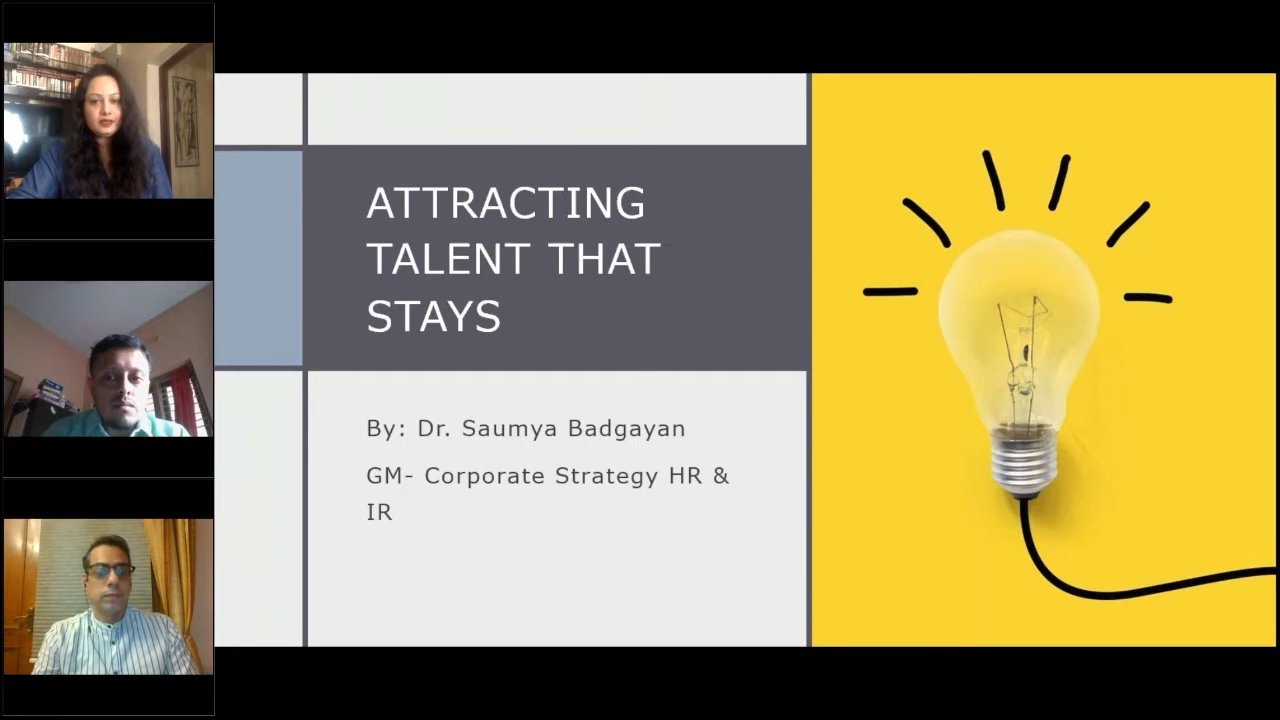 ATTRACTING
TALENT THAT
STAYS
By: Dr. Saumya Badgayan
GM- Corporate Strategy HR &
IR